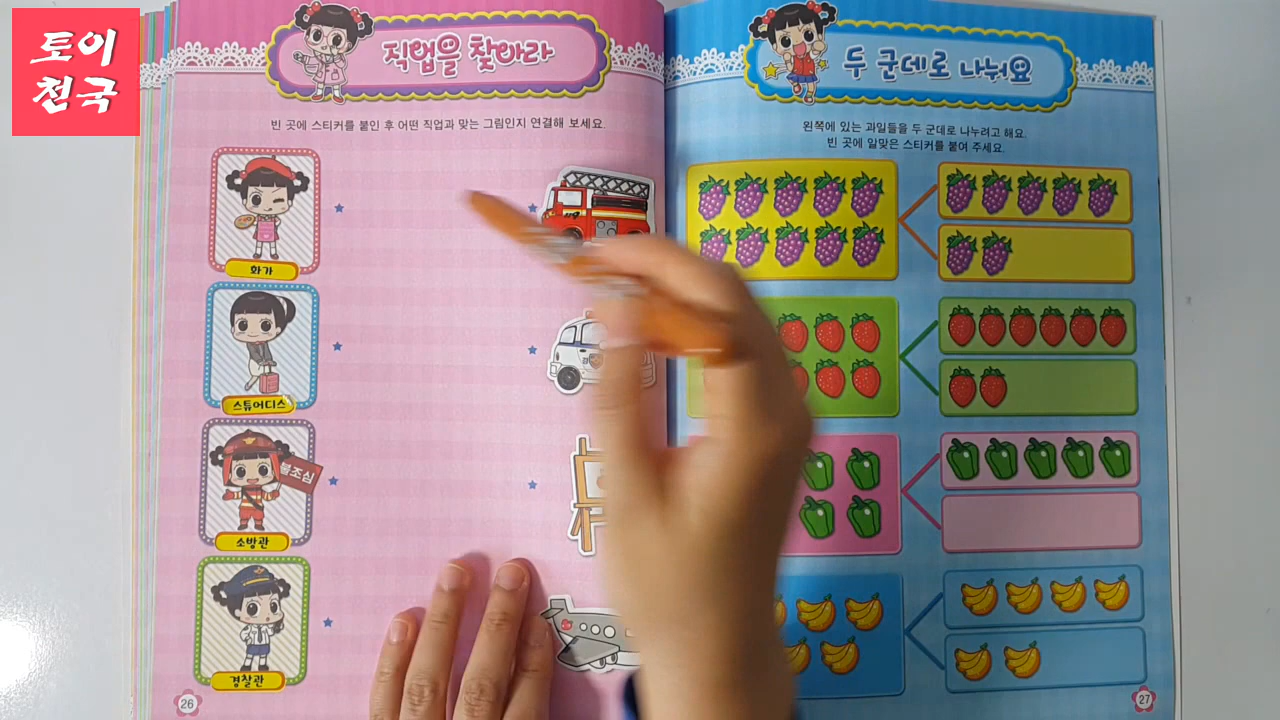 토이
천국
직업을 찾아라
빈 곳에 스티커를 붙인 후 어떤 직업과 맞는 그림인지 연결해 보세요.
화가
스튜어디스
불조심
소방관
경찰관
26
두 군데로 나눠요
왼쪽에 있는 과일들을 두 군데로 나누려고 해요.
빈 곳에 알맞은 스티커를 붙여 주세요.
27